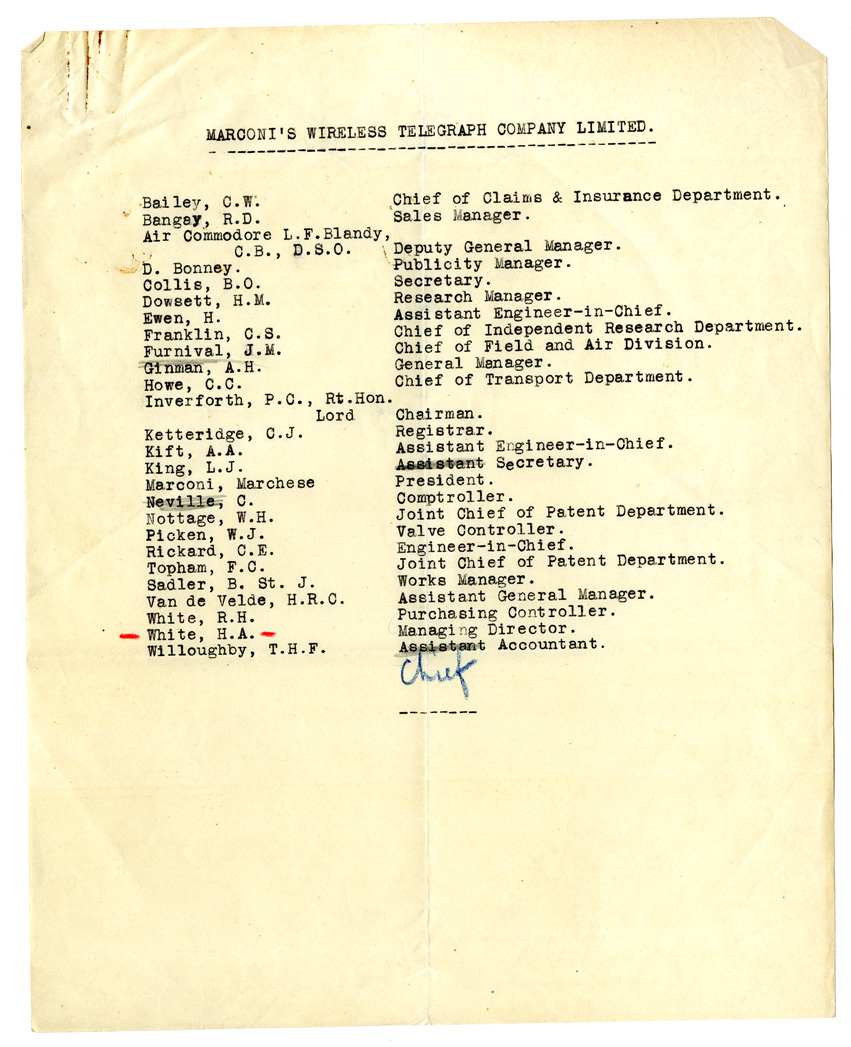 MARCONI'S WIRELESS TELEGRAPH COMPANY LIMITED.
Bailey, C.W. Chief of Claims & Insurance Department.
Bangay, R.D. Sales Manager.
Air Commodore L.F.Blandy,
C.B., D.S.O. Deputy General Manager.
D. Bonney. Publicity Manager.
Collis, B.O. Secretary.
Dowsett, H.M. Research Manager.
Ewen, H. Assistant Engineer-in-Chief.
Franklin, C.S. Chief of Independent Research Department.
Furnival, J.M. Chief of Field and Air Division.
Ginman, A.H. General Manager.
Howe, C.C. Chief of Transport Department.
Inverforth, P.C., Rt.Hon.
Lord Chairman.
Ketteridge, C.J. Registrar.
Kift, A.A. Assistant Engineer-in-Chief.
King, L.J. Assistant Secretary.
Marconi, Marchese President.
Neville, C. Comptroller.
Nottage, W.H. Joint Chief of Patent Department.
Picken, W.J. Valve Controller.
Rickard, C.E. Engineer-in-Chief.
Topham, F.C. Joint Chief of Patent Department.
Sadler, B. St. J. Works Manager.
Van de Velde, H.R.C. Assistant General Manager.
White, R.H. Purchasing Controller.
White, H.A. Managing Director.
Willoughby, T.H.F. Assistant Accountant.
Chief